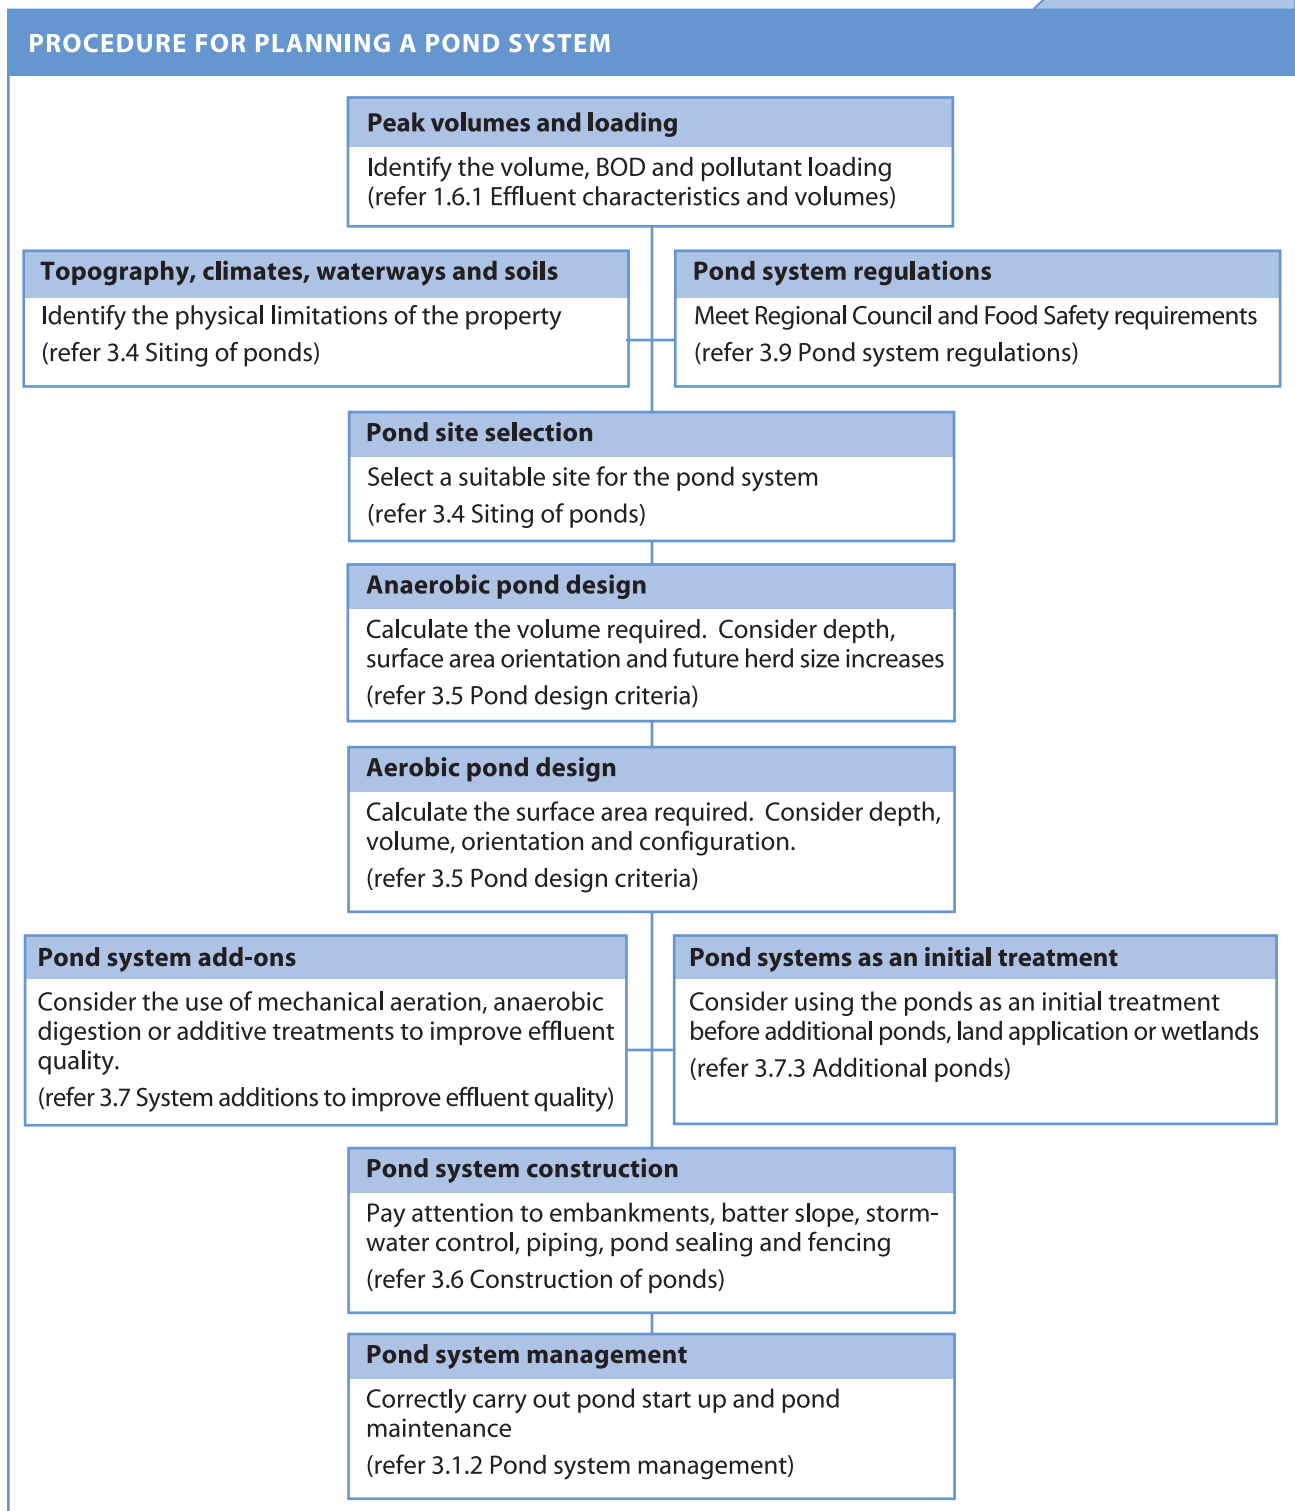 PROCEDURE FOR PLANNING A POND SYSTEM
Peak volumes and loading
Identify the volume, BOD and pollutant loading
(refer 1.6.1 Effluent characteristics and volumes)
Topography, climates, waterways and soils
Identify the physical limitations of the property
(refer 3.4 Siting of ponds)
Pond system regulations
Meet Regional Council and Food Safety requirements
(refer 3.9 Pond system regulations)
Pond site selection
Select a suitable site for the pond system
(refer 3.4 Siting of ponds)
Anaerobic pond design
Calculate the volume required.  Consider depth,
surface area orientation and future herd size increases
(refer 3.5 Pond design criteria)
Aerobic pond design
Calculate the surface area required.  Consider depth,
volume, orientation and configuration.
(refer 3.5 Pond design criteria)
Pond system add-ons
Consider the use of mechanical aeration, anaerobic
digestion or additive treatments to improve effluent
quality.
(refer 3.7 System additions to improve effluent quality)
Pond systems as an initial treatment
Consider using the ponds as an initial treatment
before additional ponds, land application or wetlands
(refer 3.7.3 Additional ponds)
Pond system construction
Pay attention to embankments, batter slope, storm-
water control, piping, pond sealing and fencing
(refer 3.6 Construction of ponds)
Pond system management
Correctly carry out pond start up and pond
maintenance
(refer 3.1.2 Pond system management)